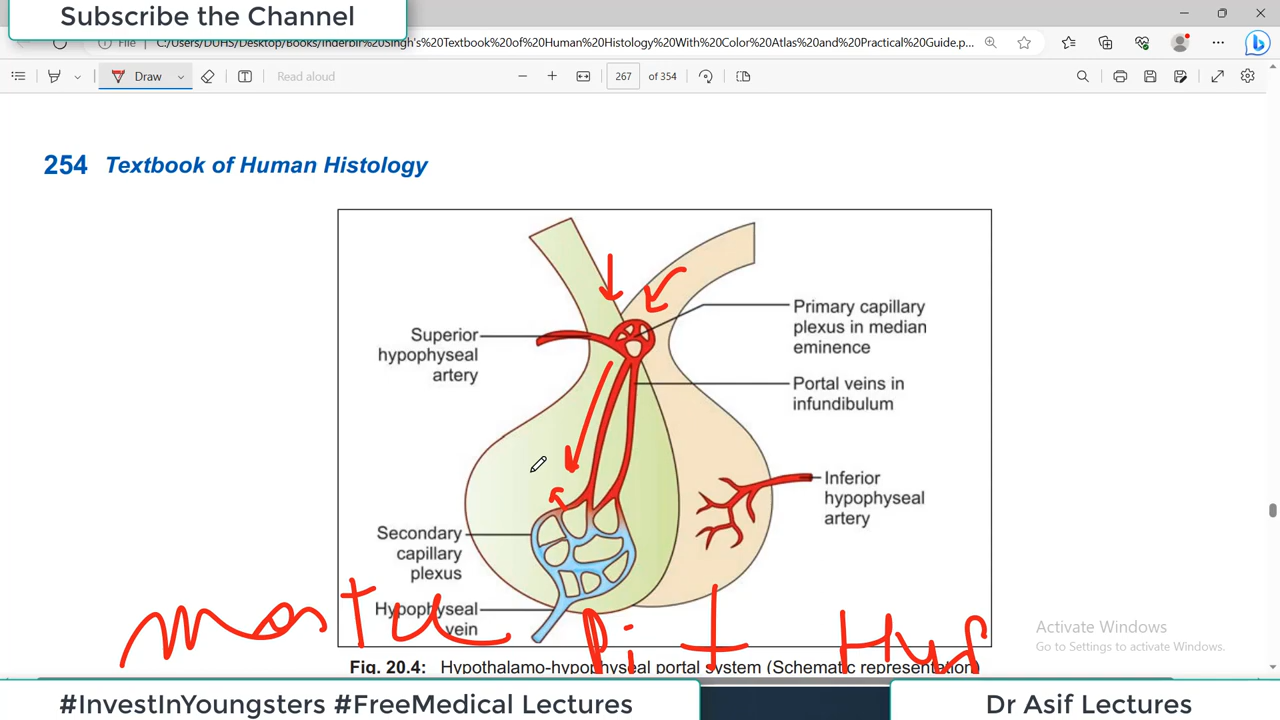 Subscribe the Channel
File C:/Users/DUHS/Desktop/Books/Inderbir%20Singh's%20Textbook%20of%20Human%20Histology%20With%20Color%20Atlas%20and%20Practical%20Guide.p...
Draw Read aloud 267 of 354
254 Textbook of Human Histology
Superior
hypophyseal
artery
Primary capillary
plexus in median
eminence
Portal veins in
infundibulum
Inferior
hypophyseal
artery
Secondary
capillary
plexus
Hypophyseal
vein
Pit
Fig. 20.4: Hypothalamo-hypophyseal portal system (Schematic representation)
Activate Windows
Go to Settings to activate Windows.
#InvestInYoungsters #FreeMedical Lectures
Dr Asif Lectures